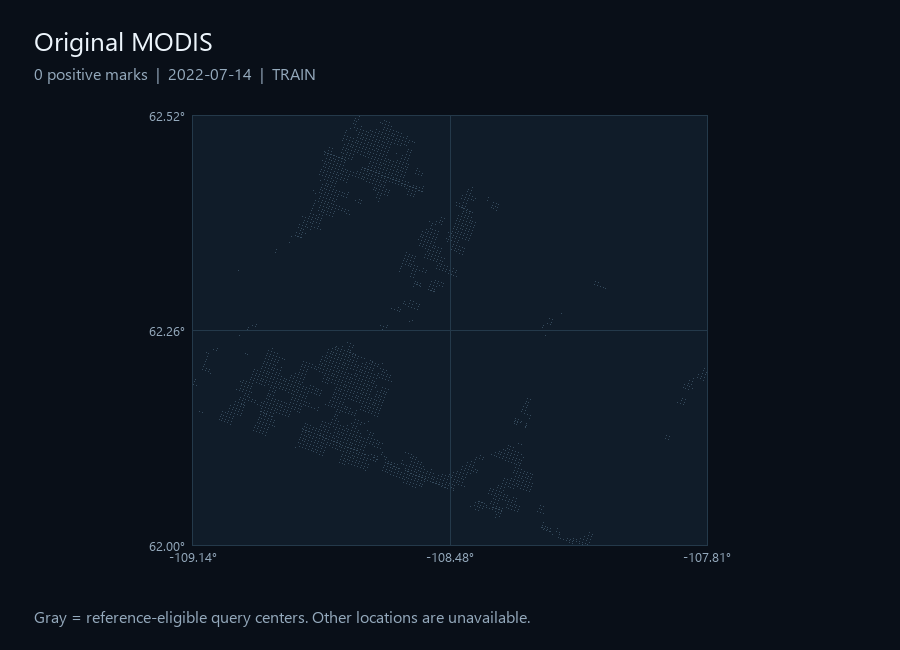 Original MODIS
0 positive marks | 2022-07-14 | TRAIN
62.52°
62.26°
62.00°
-109.14°
-108.48°
-107.81°
Gray = reference-eligible query centers. Other locations are unavailable.